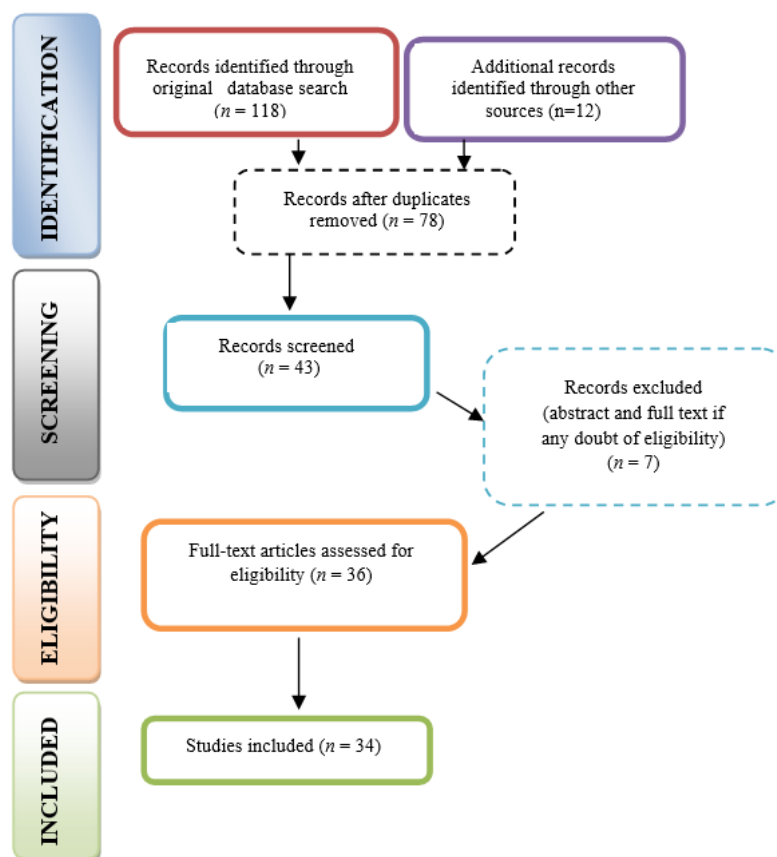 IDENTIFICATION
Records identified through
original database search
(n = 118)
Additional records
identified through other
sources (n=12)
Records after duplicates
removed (n = 78)
SCREENING
Records screened
(n = 43)
Records excluded
(abstract and full text if
any doubt of eligibility)
(n = 7)
ELIGIBILITY
Full-text articles assessed for
eligibility (n = 36)
INCLUDED
Studies included (n = 34)